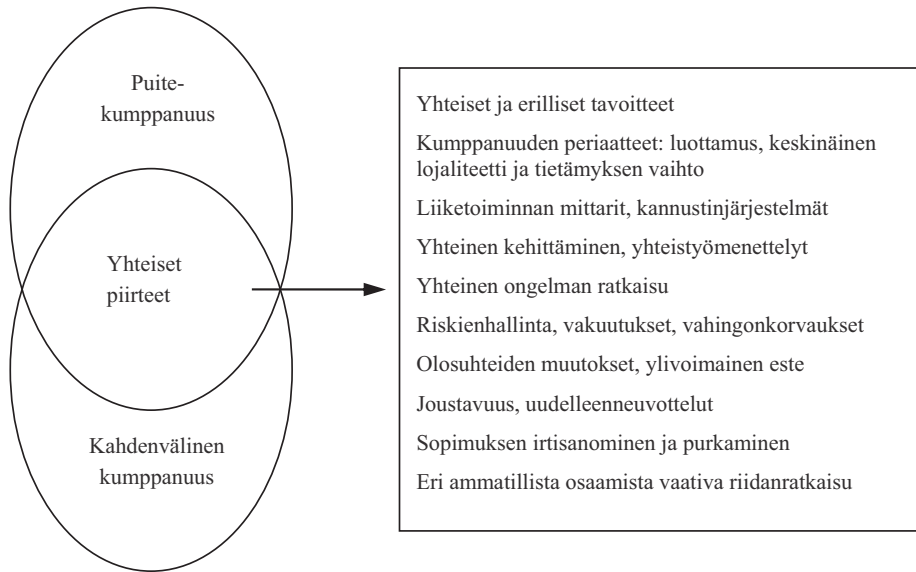 Puite-
kumppanuus
Yhteiset
piirteet
Kahdenvälinen
kumppanuus
Yhteiset ja erilliset tavoitteet
Kumppanuuden periaatteet: luottamus, keskinäinen
lojaliteetti ja tietämyksen vaihto
Liiketoiminnan mittarit, kannustinjärjestelmät
Yhteinen kehittäminen, yhteistyömenettelyt
Yhteinen ongelman ratkaisu
Riskienhallinta, vakuutukset, vahingonkorvaukset
Olosuhteiden muutokset, ylivoimainen este
Joustavuus, uudelleenneuvottelut
Sopimuksen irtisanominen ja purkaminen
Eri ammatillista osaamista vaativa riidanratkaisu